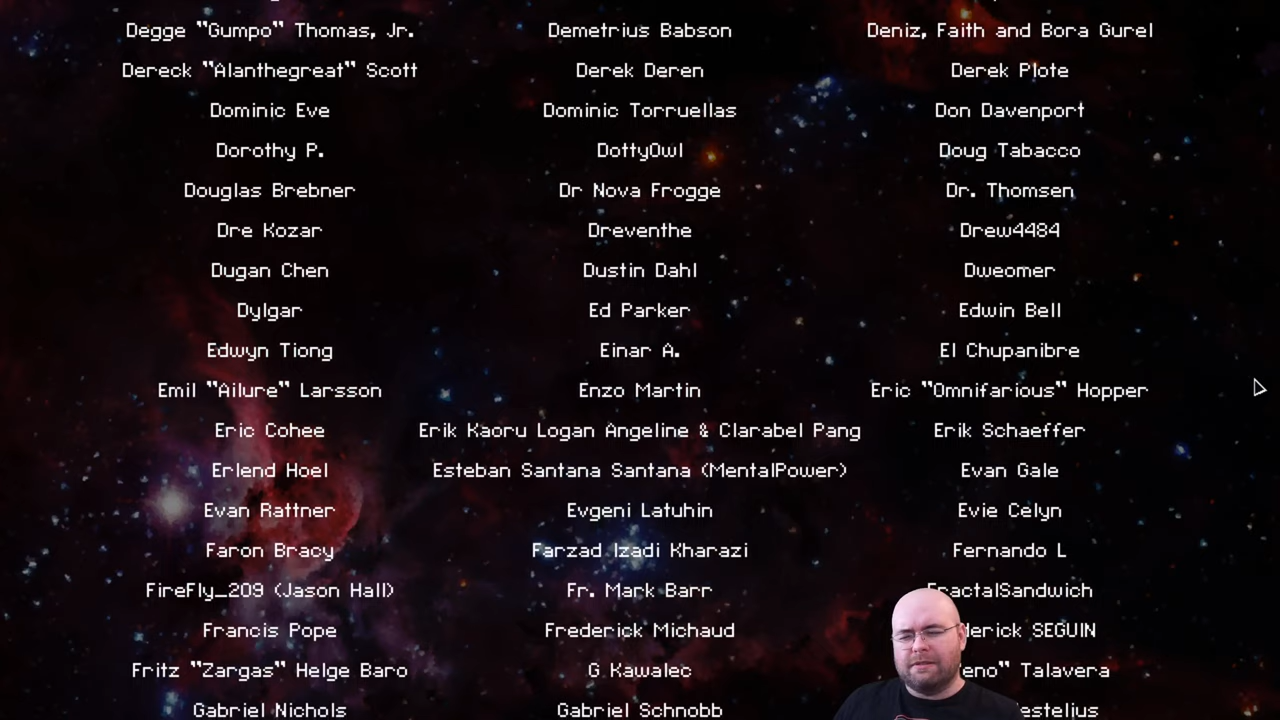 Degge "Gumpo" Thomas, Jr. Demetrius Babson Deniz, Faith and Bora Gurel
Dereck "Alanthegreat" Scott Derek Deren Derek Plote
Dominic Eve Dominic Torruellas Don Davenport
Dorothy P. DottyOwl Doug Tabacco
Douglas Brebner Dr Nova Frogge Dr. Thomsen
Dre Kozar Dreventhe Drew4484
Dugan Chen Dustin Dahl Dweomer
Dylgar Ed Parker Edwin Bell
Edwyn Tiong Einar A. El Chupanibre
Emil "Ailure" Larsson Enzo Martin Eric "Omnifarious" Hopper
Eric Cohee Erik Kaoru Logan Angeline & Clarabel Pang Erik Schaeffer
Erlend Hoel Esteban Santana Santana (MentalPower) Evan Gale
Evan Rattner Evgeni Latuhin Evie Celyn
Faron Bracy Farzad Izadi Kharazi Fernando L
FireFly_209 (Jason Hall) Fr. Mark Barr FractalSandwich
Francis Pope Frederick Michaud SEGUIN
Fritz "Zargas" Helge Baro G Kawalec Talavera
Gabriel Nichols Gabriel Schnobb